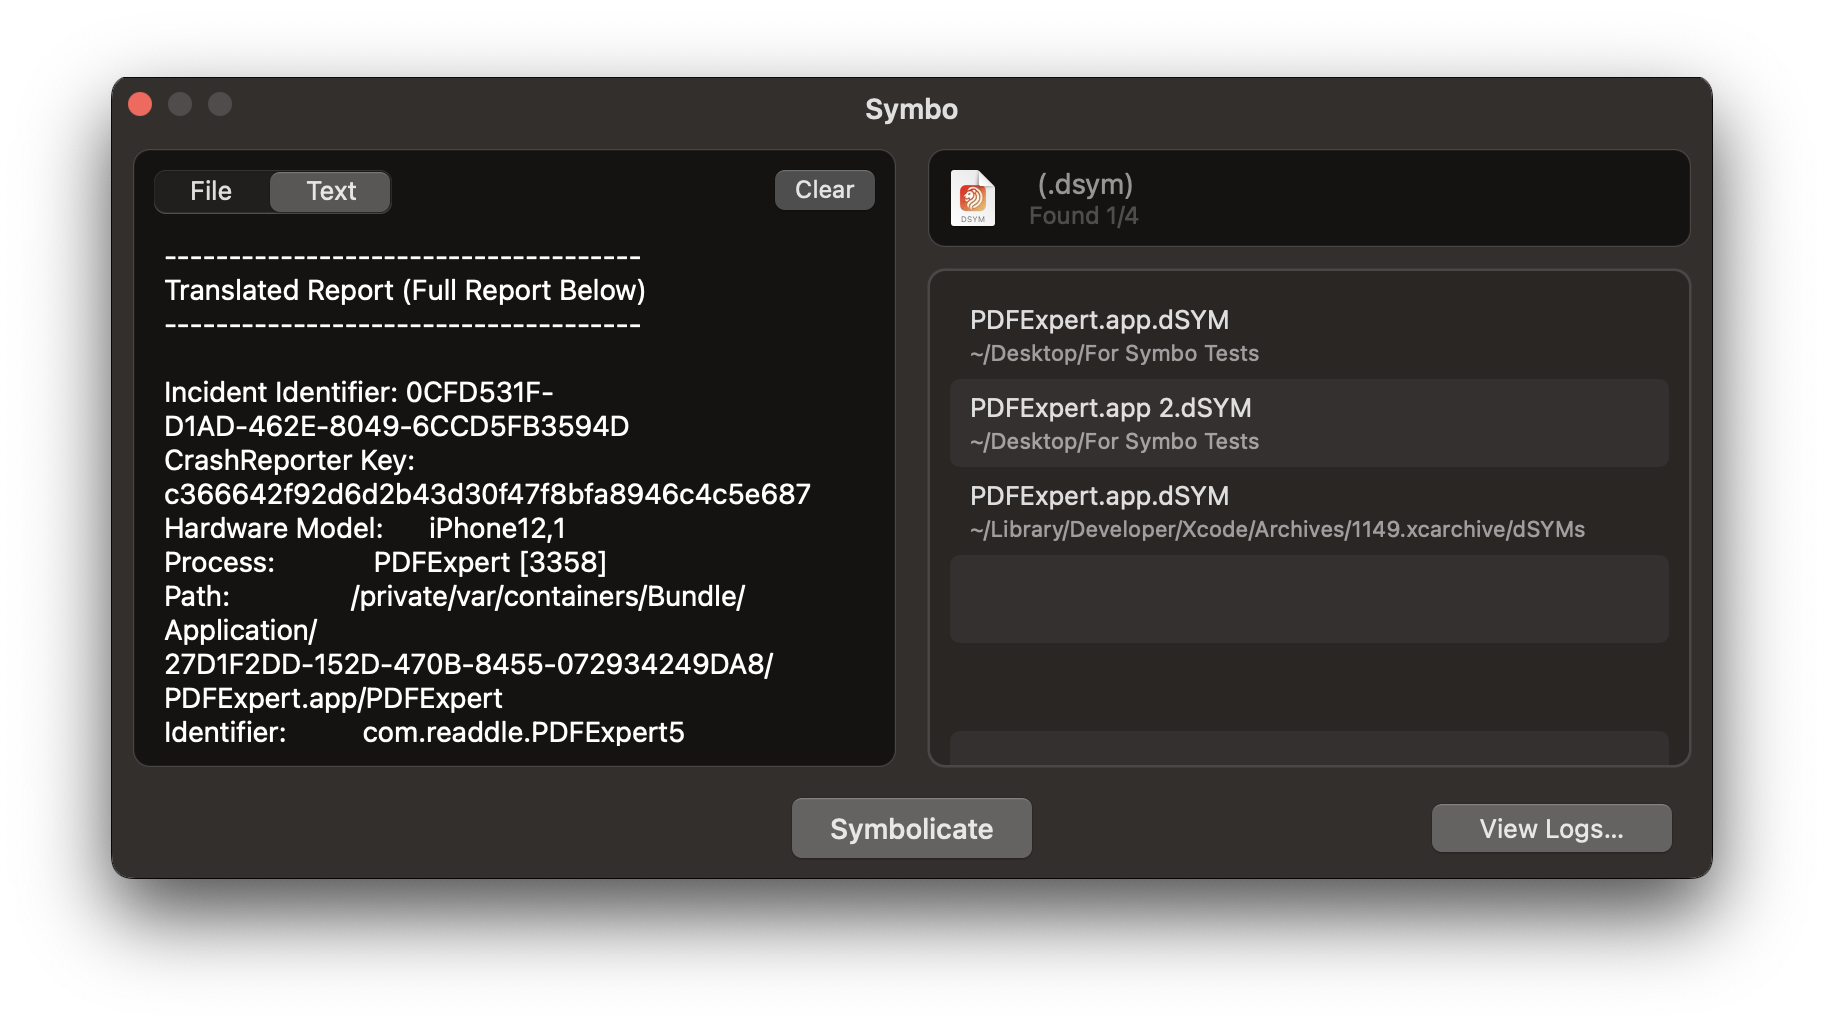 Symbo
File
Text
Clear
-------------------------------------
Translated Report (Full Report Below)
-------------------------------------
Incident Identifier: 0CFD531F-
D1AD-462E-8049-6CCD5FB3594D
CrashReporter Key:
c366642f92d6d2b43d30f47f8bfa8946c4c5e687
Hardware Model: iPhone12,1
Process: PDFExpert [3358]
Path: /private/var/containers/Bundle/
Application/
27D1F2DD-152D-470B-8455-072934249DA8/
PDFExpert.app/PDFExpert
Identifier: com.readdle.PDFExpert5
DSYM
(.dsym)
Found 1/4
PDFExpert.app.dSYM
~/Desktop/For Symbo Tests
PDFExpert.app 2.dSYM
~/Desktop/For Symbo Tests
PDFExpert.app.dSYM
~/Library/Developer/Xcode/Archives/1149.xcarchive/dSYMs
Symbolicate
View Logs...